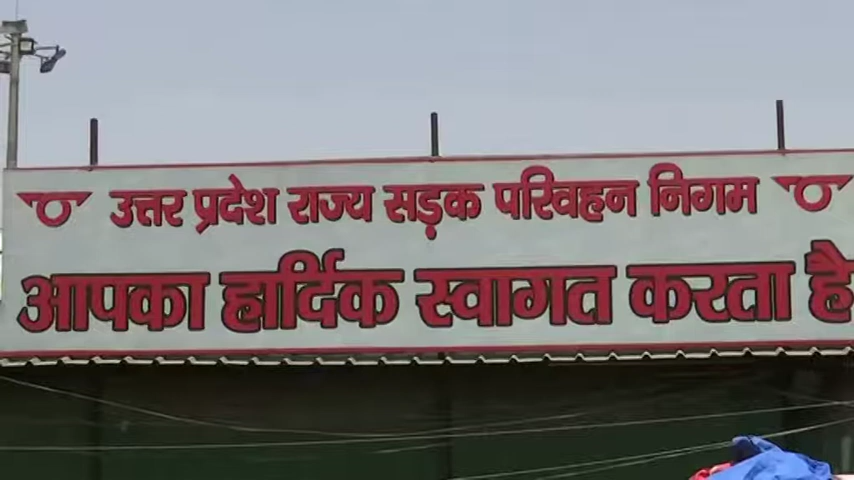 उत्तर प्रदेश राज्य सड़क परिवहन निगम
आपका हार्दिक स्वागत करता है